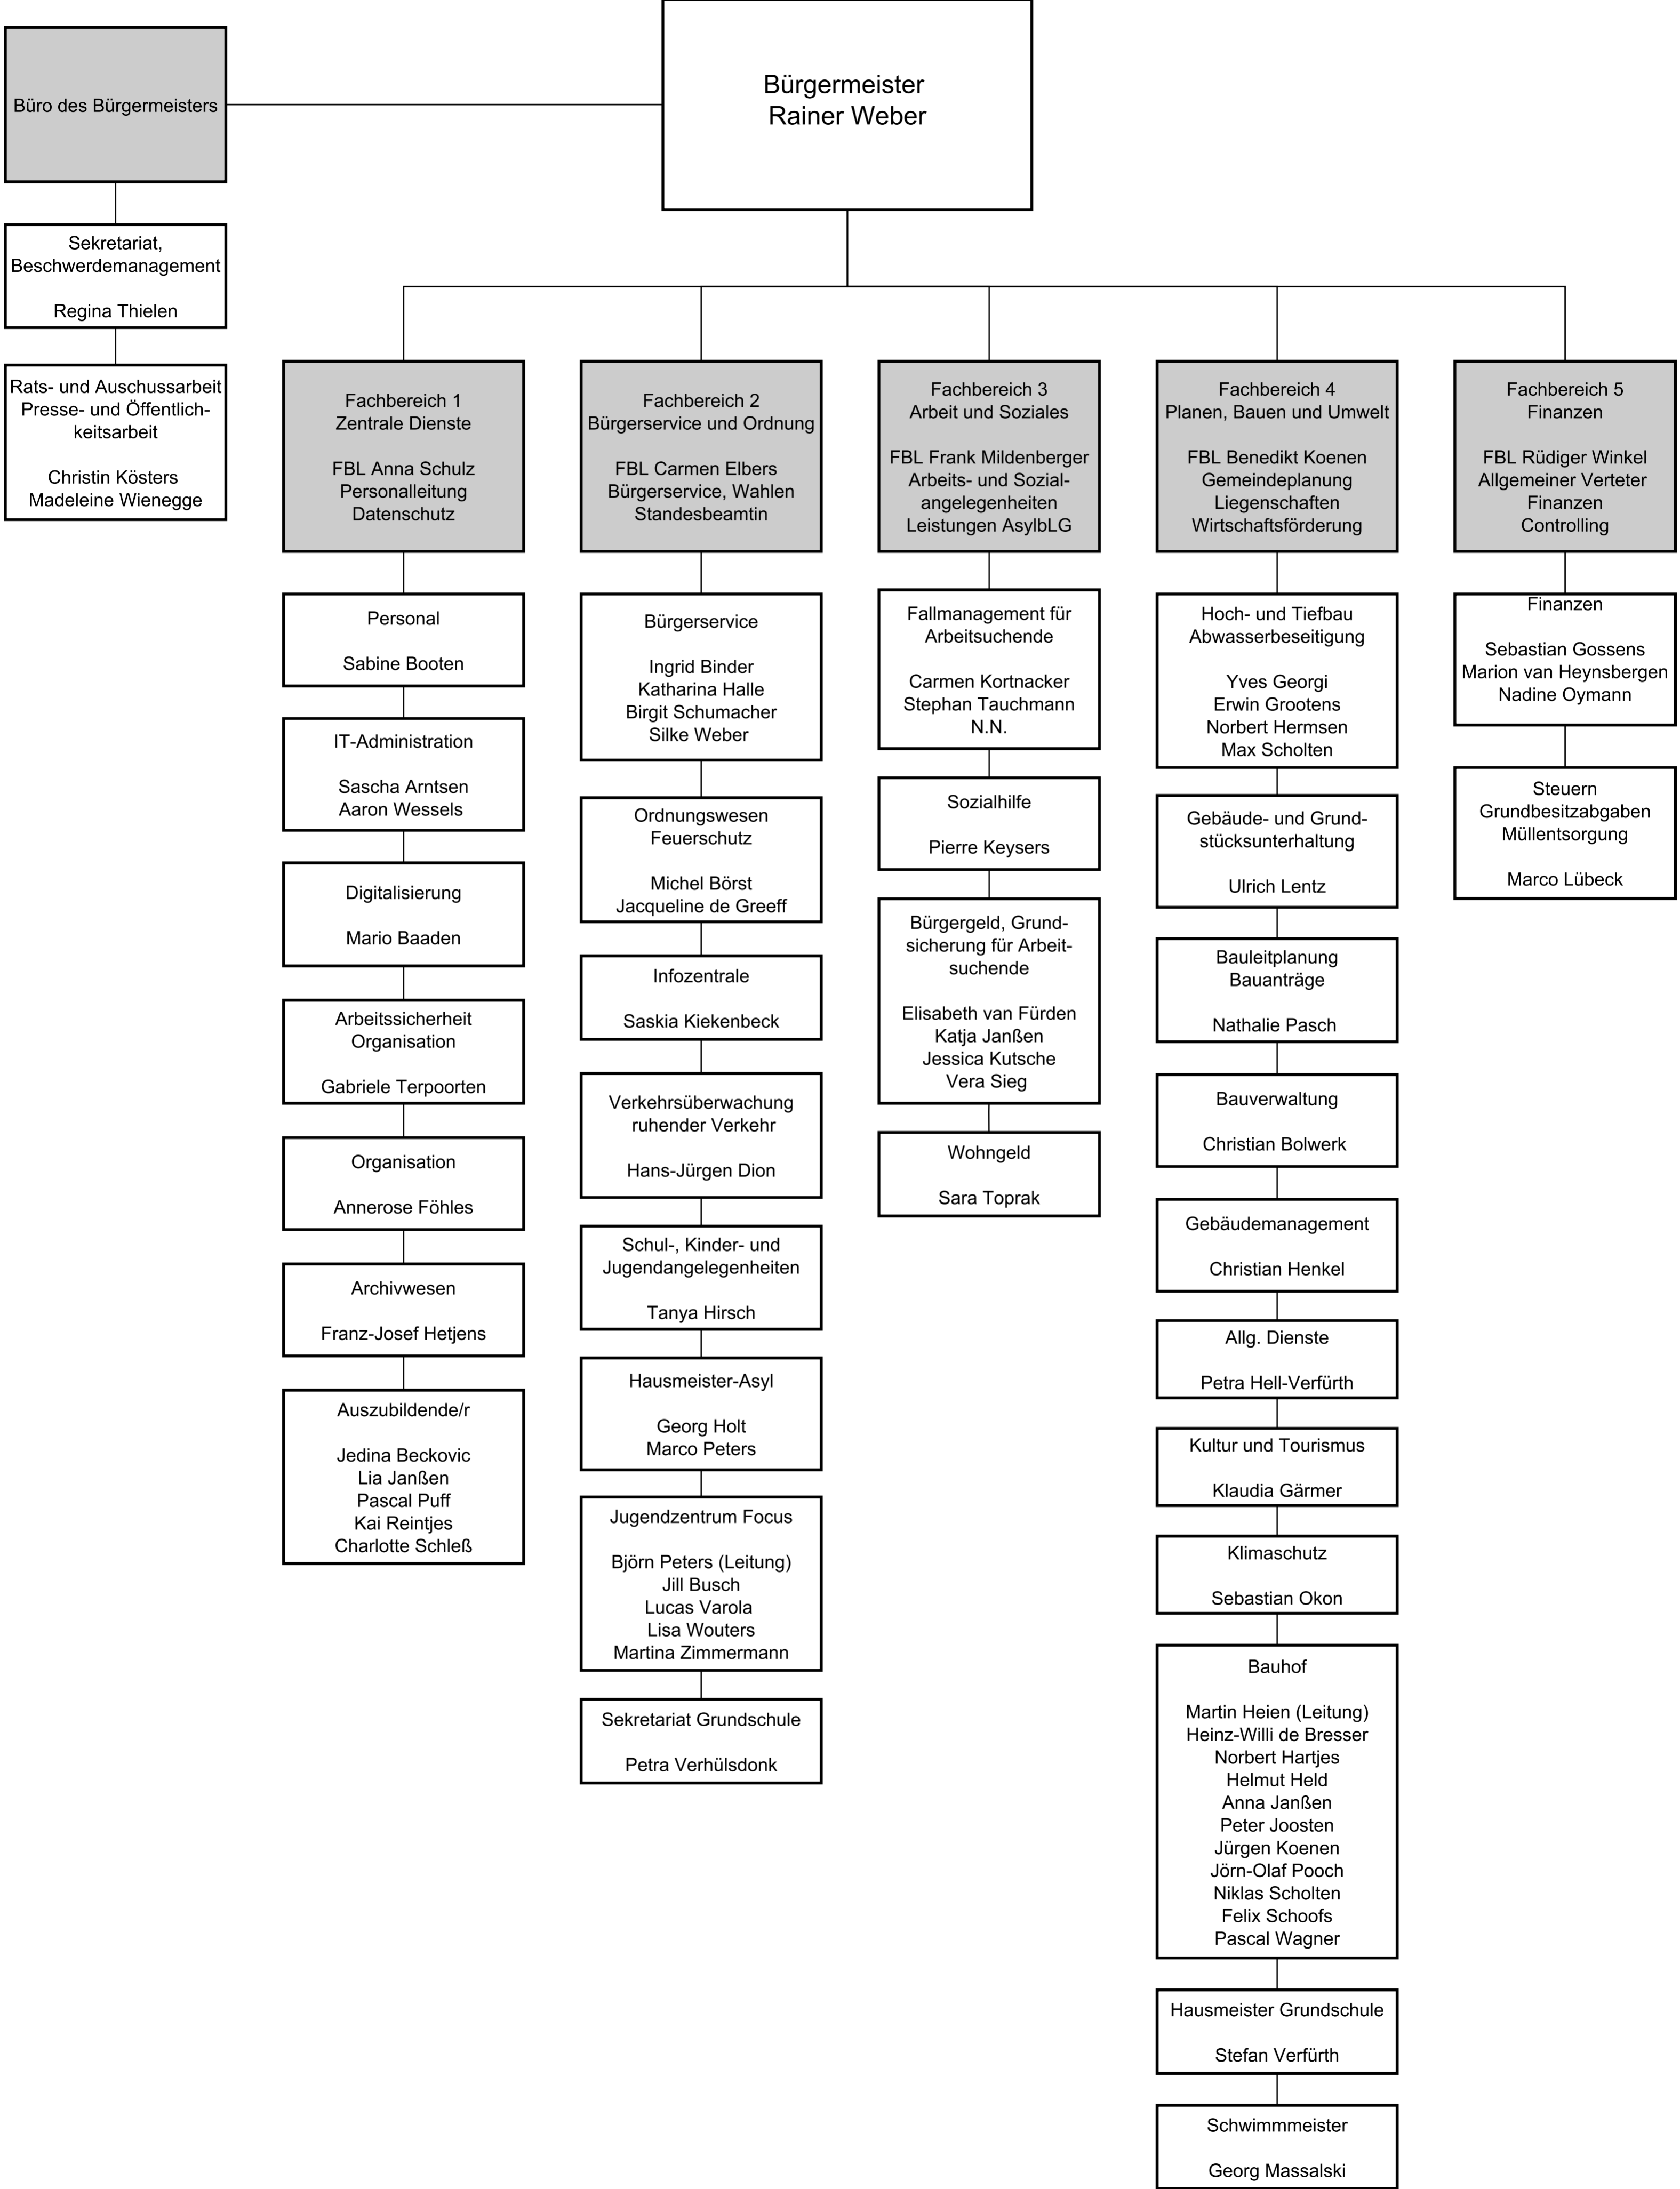 Büro des Bürgermeisters
Bürgermeister
Rainer Weber
Sekretariat,
Beschwerdemanagement
Regina Thielen
Rats- und Auschussarbeit
Presse- und Öffentlich-
keitsarbeit
Christin Kösters
Madeleine Wienegge
Fachbereich 1
Zentrale Dienste
FBL Anna Schulz
Personalleitung
Datenschutz
Personal
Sabine Booten
IT-Administration
Sascha Arntsen
Aaron Wessels
Digitalisierung
Mario Baaden
Arbeitssicherheit
Organisation
Gabriele Terpoorten
Organisation
Annerose Föhles
Archivwesen
Franz-Josef Hetjens
Auszubildende/r
Jedina Beckovic
Lia Janßen
Pascal Puff
Kai Reintjes
Charlotte Schleß
Fachbereich 2
Bürgerservice und Ordnung
FBL Carmen Elbers
Bürgerservice, Wahlen
Standesbeamtin
Bürgerservice
Ingrid Binder
Katharina Halle
Birgit Schumacher
Silke Weber
Ordnungswesen
Feuerschutz
Michel Börst
Jacqueline de Greeff
Infozentrale
Saskia Kiekenbeck
Verkehrsüberwachung
ruhender Verkehr
Hans-Jürgen Dion
Schul-, Kinder- und
Jugendangelegenheiten
Tanya Hirsch
Hausmeister-Asyl
Georg Holt
Marco Peters
Jugendzentrum Focus
Björn Peters (Leitung)
Jill Busch
Lucas Varola
Lisa Wouters
Martina Zimmermann
Sekretariat Grundschule
Petra Verhülsdonk
Fachbereich 3
Arbeit und Soziales
FBL Frank Mildenberger
Arbeits- und Sozial-
angelegenheiten
Leistungen AsylbLG
Fallmanagement für
Arbeitsuchende
Carmen Kortnacker
Stephan Tauchmann
N.N.
Sozialhilfe
Pierre Keysers
Bürgergeld, Grund-
sicherung für Arbeit-
suchende
Elisabeth van Fürden
Katja Janßen
Jessica Kutsche
Vera Sieg
Wohngeld
Sara Toprak
Fachbereich 4
Planen, Bauen und Umwelt
FBL Benedikt Koenen
Gemeindeplanung
Liegenschaften
Wirtschaftsförderung
Hoch- und Tiefbau
Abwasserbeseitigung
Yves Georgi
Erwin Grootens
Norbert Hermsen
Max Scholten
Gebäude- und Grund-
stücksunterhaltung
Ulrich Lentz
Bauleitplanung
Bauanträge
Nathalie Pasch
Bauverwaltung
Christian Bolwerk
Gebäudemanagement
Christian Henkel
Allg. Dienste
Petra Hell-Verfürth
Kultur und Tourismus
Klaudia Gärmer
Klimaschutz
Sebastian Okon
Bauhof
Martin Heien (Leitung)
Heinz-Willi de Bresser
Norbert Hartjes
Helmut Held
Anna Janßen
Peter Joosten
Jürgen Koenen
Jörn-Olaf Pooch
Niklas Scholten
Felix Schoofs
Pascal Wagner
Hausmeister Grundschule
Stefan Verfürth
Schwimmmeister
Georg Massalski
Fachbereich 5
Finanzen
FBL Rüdiger Winkel
Allgemeiner Verteter
Finanzen
Controlling
Finanzen
Sebastian Gossens
Marion van Heynsbergen
Nadine Oymann
Steuern
Grundbesitzabgaben
Müllentsorgung
Marco Lübeck